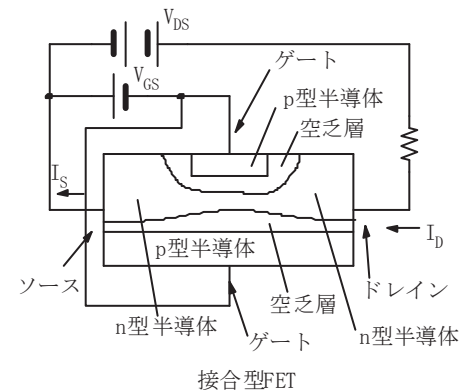 V_DS
V_GS
ゲート
p型半導体
空乏層
I_S
I_D
p型半導体
ソース
空乏層
ドレイン
n型半導体
ゲート
n型半導体
接合型FET